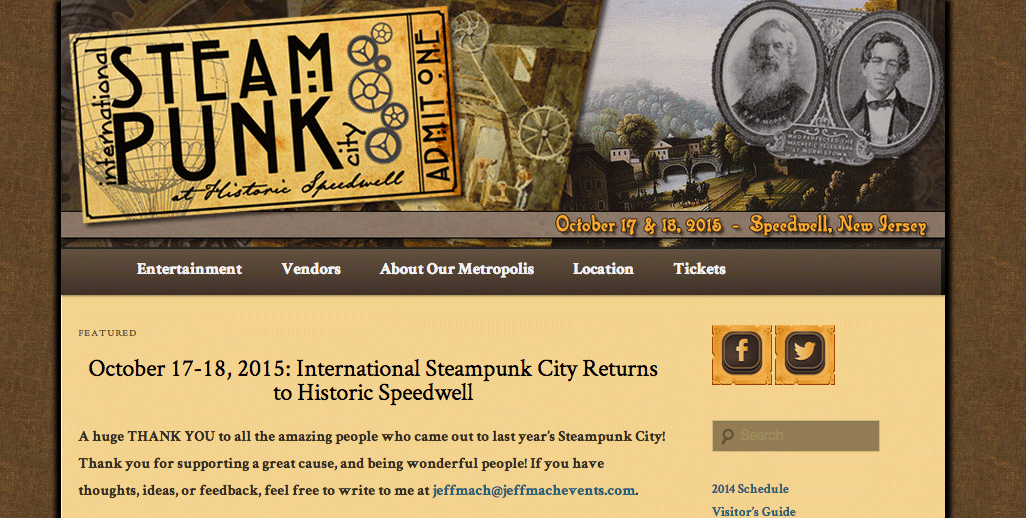 international
STEAM
PUNK
city
at Historic Speedwell
ADMIT ONE
October 17 & 18, 2015 - Speedwell, New Jersey
Entertainment Vendors About Our Metropolis Location Tickets
FEATURED
October 17-18, 2015: International Steampunk City Returns
to Historic Speedwell
A huge THANK YOU to all the amazing people who came out to last year's Steampunk City!
Thank you for supporting a great cause, and being wonderful people! If you have
thoughts, ideas, or feedback, feel free to write to me at jeffmach@jeffmachevents.com.
Search
2014 Schedule
Visitor's Guide